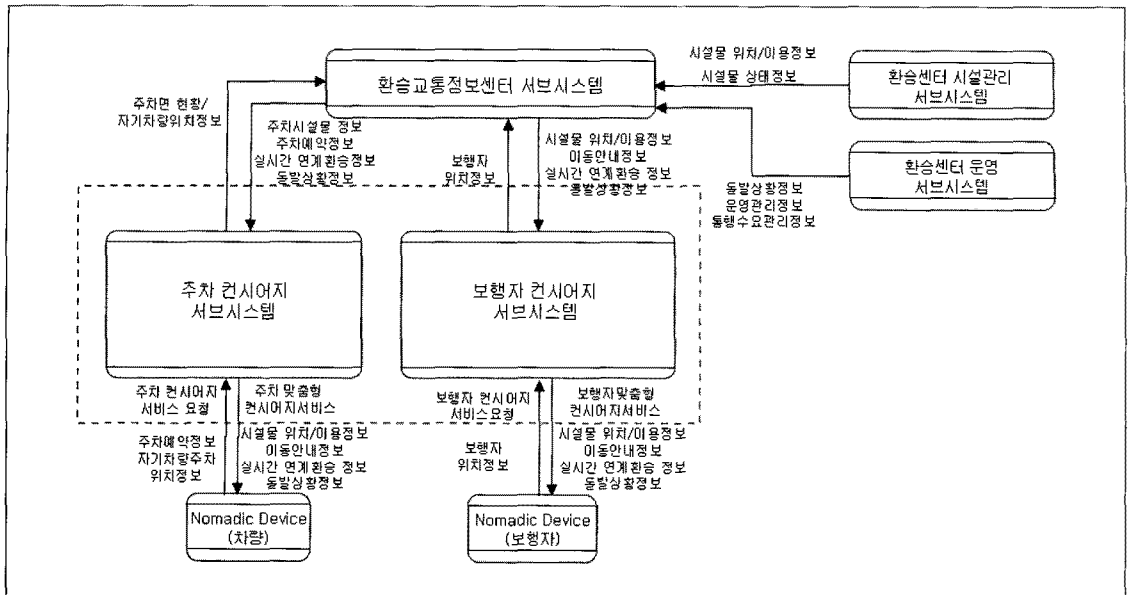 환승교통정보센터 서브시스템
시설물 위치/이용정보
시설물 상태정보
환승센터 시설관리
서브시스템
주차면 현황/
자기차량위치정보
주차시설물 정보
주차예약정보
실시간 연계환승정보
돌발상황정보
보행자
위치정보
시설물 위치/이용정보
이동안내정보
실시간 연계환승 정보
돌발상황정보
환승센터 운영
서브시스템
돌발상황정보
운영관리정보
통행수요관리정보
주차 컨시어지
서브시스템
보행자 컨시어지
서브시스템
주차 컨시어지
서비스 요청
주차 맞춤형
컨시어지서비스
보행자 컨시어지
서비스요청
보행자맞춤형
컨시어지서비스
주차예약정보
자기차량주차
위치정보
시설물 위치/이용정보
이동안내정보
실시간 연계환승 정보
돌발상황정보
보행자
위치정보
시설물 위치/이용정보
이동안내정보
실시간 연계환승 정보
돌발상황정보
Nomadic Device
(차량)
Nomadic Device
(보행자)